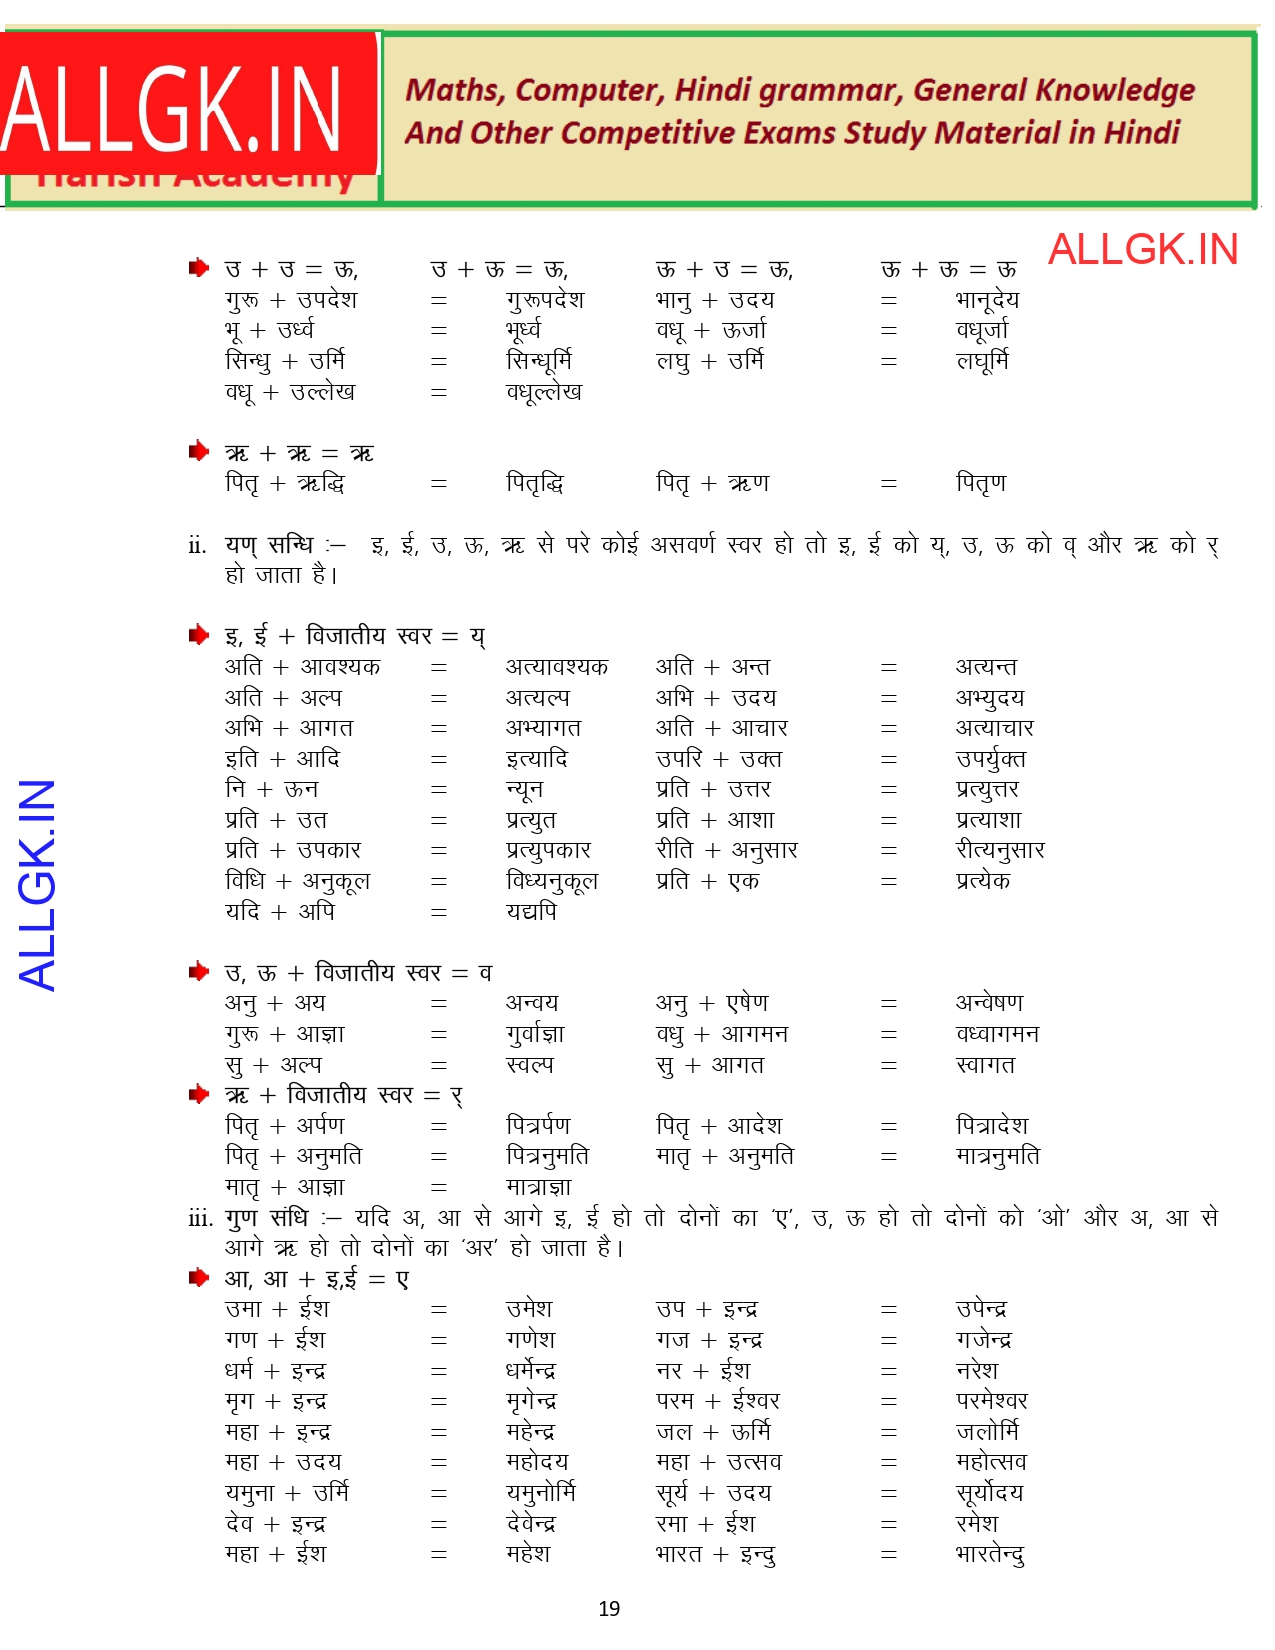 ALLGK.IN
Harish Academy
Maths, Computer, Hindi grammar, General Knowledge
And Other Competitive Exams Study Material in Hindi
ALLGK.IN
उ + उ = ऊ, उ + ऊ = ऊ, ऊ + उ = ऊ, ऊ + ऊ = ऊ
गुरू + उपदेश = गुरूपदेश भानु + उदय = भानूदेय
भू + उर्ध्व = भूर्ध्व वधू + ऊर्जा = वधूर्जा
सिन्धु + उर्मि = सिन्धूर्मि लघु + उर्मि = लघूर्मि
वधू + उल्लेख = वधूल्लेख
ऋ + ऋ = ऋ
पितृ + ऋद्धि = पितृद्धि पितृ + ऋण = पितृण
ii. यण् सन्धि :– इ, ई, उ, ऊ, ऋ से परे कोई असवर्ण स्वर हो तो इ, ई को य्, उ, ऊ को व् और ऋ को र्
हो जाता है।
इ, ई + विजातीय स्वर = य्
अति + आवश्यक = अत्यावश्यक अति + अन्त = अत्यन्त
अति + अल्प = अत्यल्प अभि + उदय = अभ्युदय
अभि + आगत = अभ्यागत अति + आचार = अत्याचार
इति + आदि = इत्यादि उपरि + उक्त = उपर्युक्त
नि + ऊन = न्यून प्रति + उत्तर = प्रत्युत्तर
प्रति + उत = प्रत्युत प्रति + आशा = प्रत्याशा
प्रति + उपकार = प्रत्युपकार रीति + अनुसार = रीत्यनुसार
विधि + अनुकूल = विध्यनुकूल प्रति + एक = प्रत्येक
यदि + अपि = यद्यपि
उ, ऊ + विजातीय स्वर = व
अनु + अय = अन्वय अनु + एषेण = अन्वेषण
गुरू + आज्ञा = गुर्वाज्ञा वधु + आगमन = वध्वागमन
सु + अल्प = स्वल्प सु + आगत = स्वागत
ऋ + विजातीय स्वर = र्
पितृ + अर्पण = पित्रर्पण पितृ + आदेश = पित्रादेश
पितृ + अनुमति = पित्रनुमति मातृ + अनुमति = मात्रनुमति
मातृ + आज्ञा = मात्राज्ञा
iii. गुण संधि :– यदि अ, आ से आगे इ, ई हो तो दोनों का ‘ए’, उ, ऊ हो तो दोनों को ‘ओ’ और अ, आ से
आगे ऋ हो तो दोनों का ‘अर’ हो जाता है।
आ, आ + इ,ई = ए
उमा + ईश = उमेश उप + इन्द्र = उपेन्द्र
गण + ईश = गणेश गज + इन्द्र = गजेन्द्र
धर्म + इन्द्र = धर्मेन्द्र नर + ईश = नरेश
मृग + इन्द्र = मृगेन्द्र परम + ईश्वर = परमेश्वर
महा + इन्द्र = महेन्द्र जल + ऊर्मि = जलोर्मि
महा + उदय = महोदय महा + उत्सव = महोत्सव
यमुना + उर्मि = यमुनोर्मि सूर्य + उदय = सूर्योदय
देव + इन्द्र = देवेन्द्र रमा + ईश = रमेश
महा + ईश = महेश भारत + इन्दु = भारतेन्दु
ALLGK.IN
19